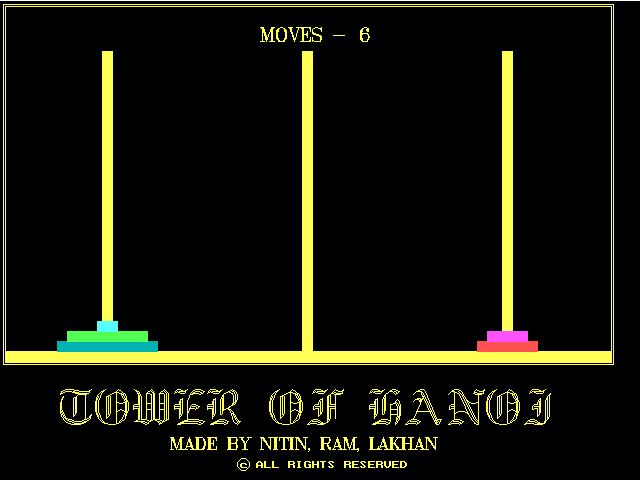 MOVES - 6
TOWER OF HANOI
MADE BY NITIN, RAM, LAKHAN
© ALL RIGHTS RESERVED